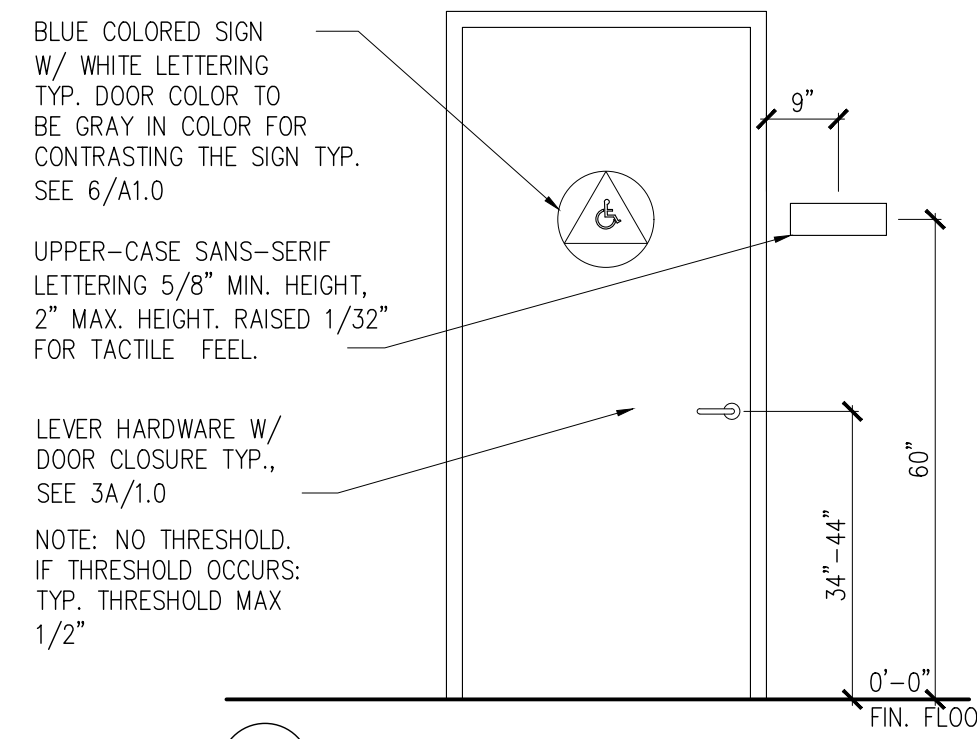 BLUE COLORED SIGN
W/ WHITE LETTERING
TYP. DOOR COLOR TO
BE GRAY IN COLOR FOR
CONTRASTING THE SIGN TYP.
SEE 6/A1.0
UPPER-CASE SANS-SERIF
LETTERING 5/8" MIN. HEIGHT,
2" MAX. HEIGHT. RAISED 1/32"
FOR TACTILE FEEL.
LEVER HARDWARE W/
DOOR CLOSURE TYP.,
SEE 3A/1.0
NOTE: NO THRESHOLD.
IF THRESHOLD OCCURS:
TYP. THRESHOLD MAX
1/2"
9"
60"
34"-44"
0'-0"
FIN. FLOO